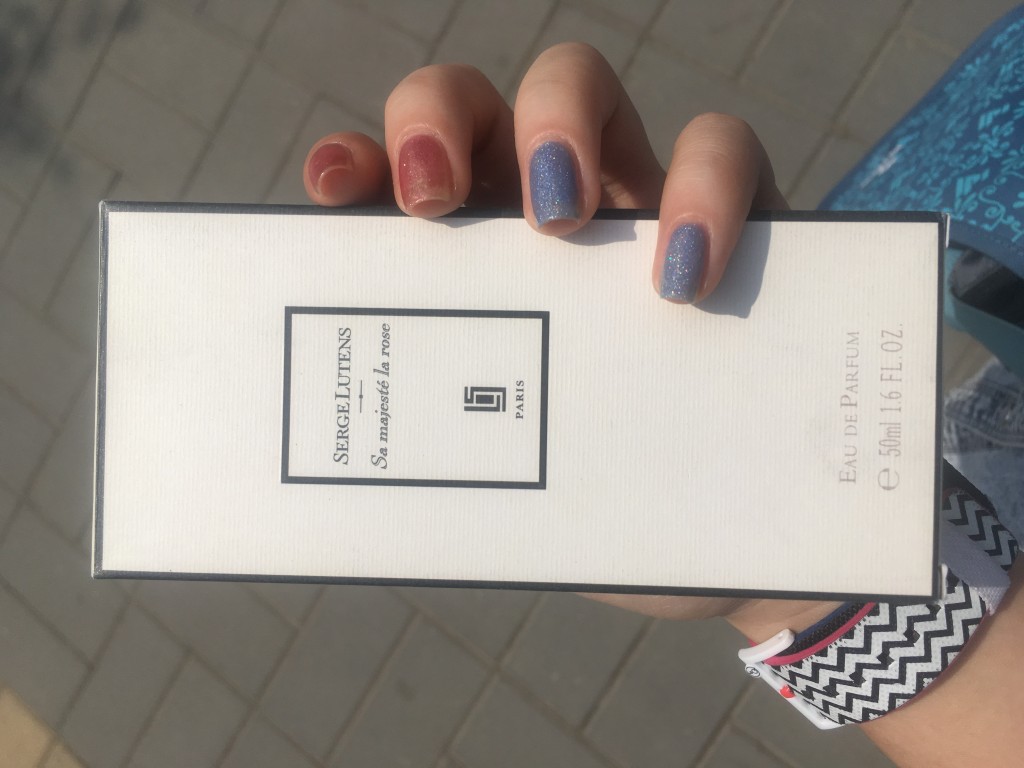 SERGE LUTENS
Sa majesté la rose
PARIS
EAU DE PARFUM
e 50ml 1.6 FL.OZ.